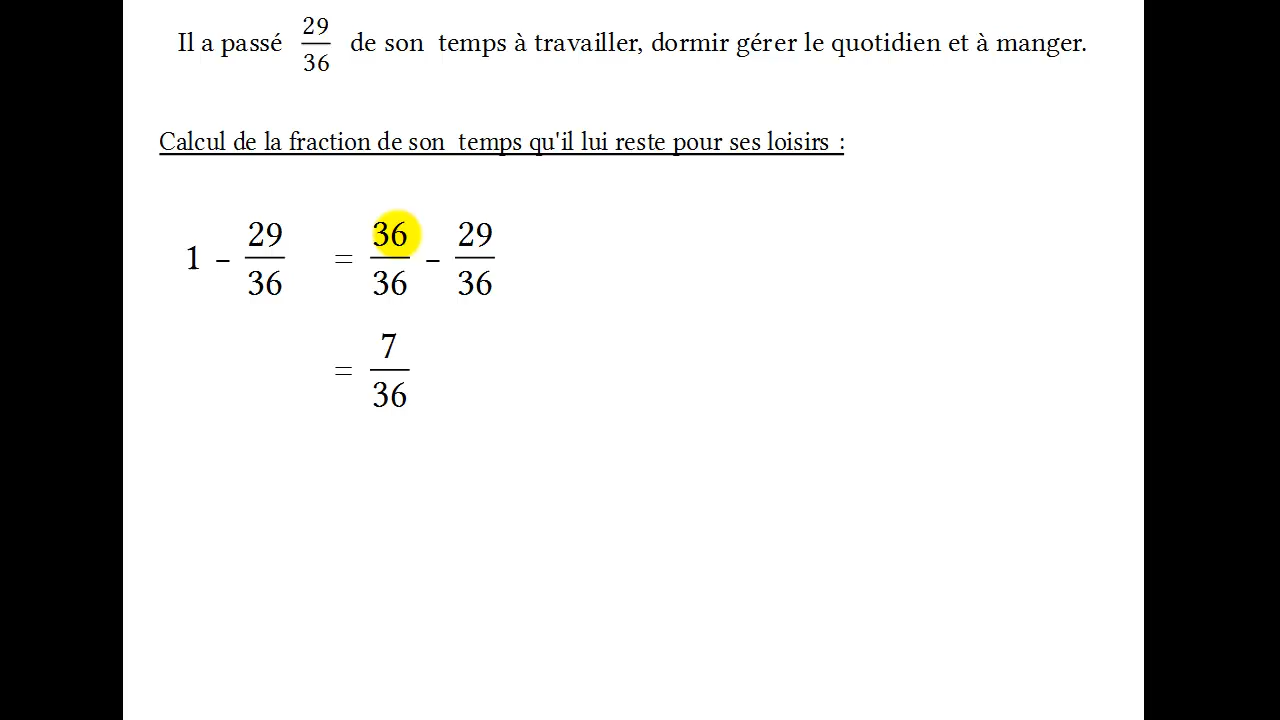 Il a passé 29/36 de son temps à travailler, dormir gérer le quotidien et à manger.
Calcul de la fraction de son temps qu'il lui reste pour ses loisirs :
1 – 29/36 = 36/36 – 29/36
= 7/36